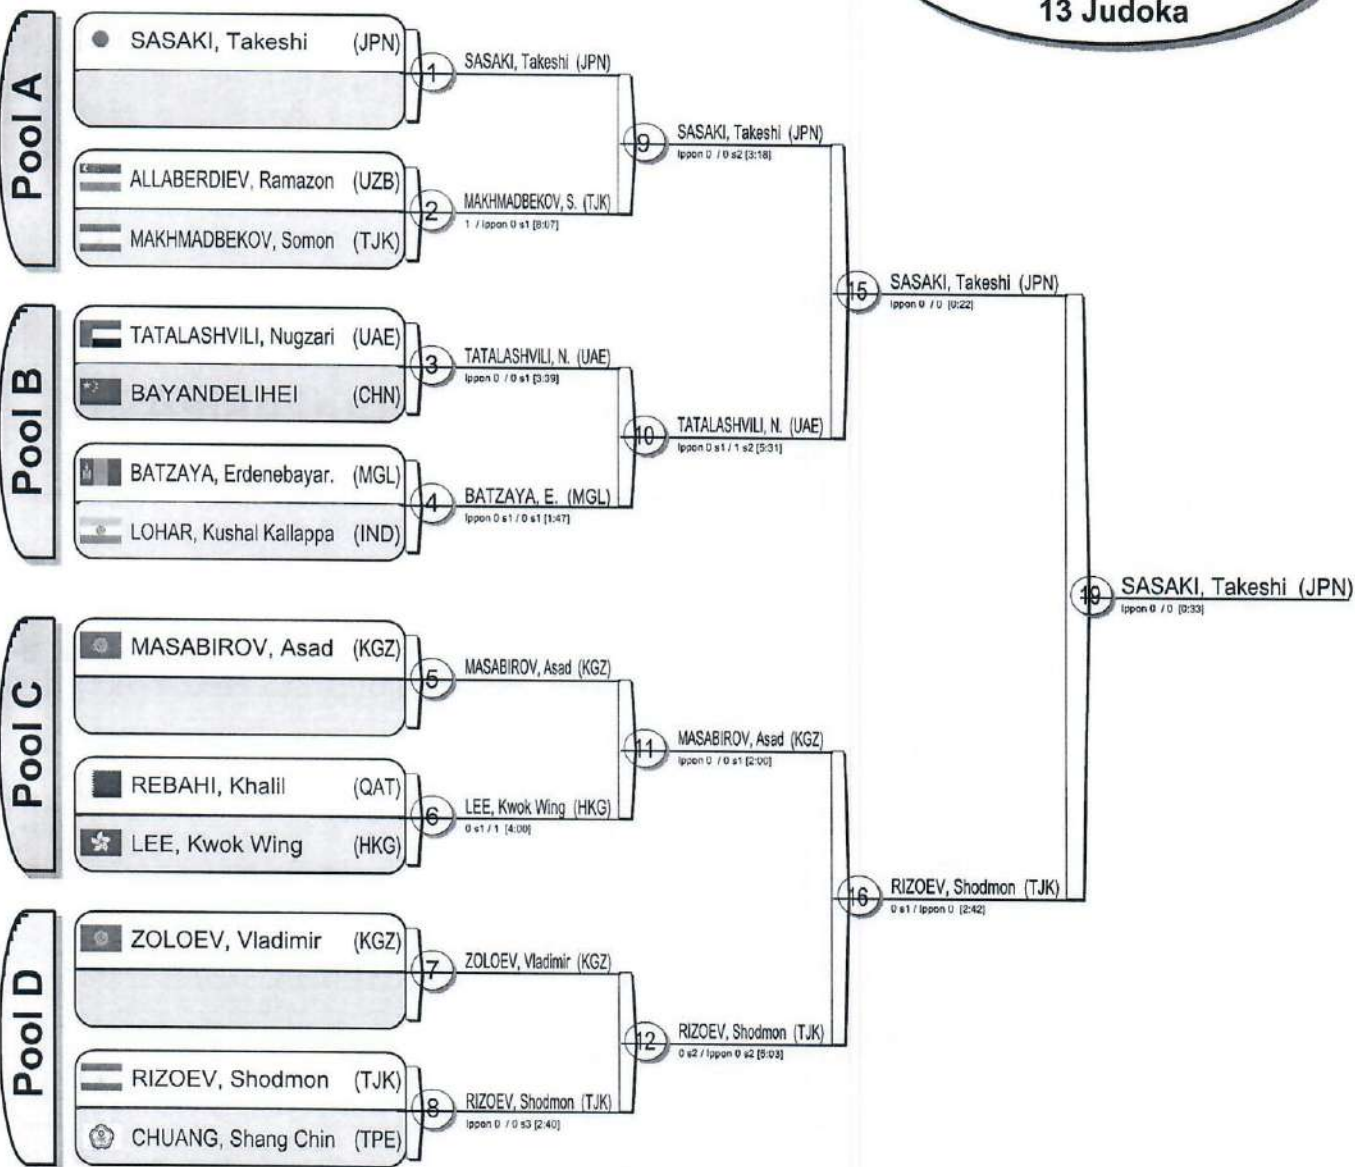 13 Judoka
Pool A
SASAKI, Takeshi (JPN)
ALLABERDIEV, Ramazon (UZB)
MAKHMADBEKOV, Somon (TJK)
Pool B
TATALASHVILI, Nugzari (UAE)
BAYANDELIHEI (CHN)
BATZAYA, Erdenebayar. (MGL)
LOHAR, Kushal Kallappa (IND)
Pool C
MASABIROV, Asad (KGZ)
REBAHI, Khalil (QAT)
LEE, Kwok Wing (HKG)
Pool D
ZOLOEV, Vladimir (KGZ)
RIZOEV, Shodmon (TJK)
CHUANG, Shang Chin (TPE)
1
SASAKI, Takeshi (JPN)
2
MAKHMADBEKOV, S. (TJK)
1 / Ippon 0 s1 [8:07]
3
TATALASHVILI, N. (UAE)
Ippon 0 / 0 s1 [3:39]
4
BATZAYA, E. (MGL)
Ippon 0 s1 / 0 s1 [1:47]
5
MASABIROV, Asad (KGZ)
6
LEE, Kwok Wing (HKG)
0 s1 / 1 [4:00]
7
ZOLOEV, Vladimir (KGZ)
8
RIZOEV, Shodmon (TJK)
Ippon 0 / 0 s3 [2:40]
9
SASAKI, Takeshi (JPN)
Ippon 0 / 0 s2 [3:18]
10
TATALASHVILI, N. (UAE)
Ippon 0 s1 / 1 s2 [5:31]
11
MASABIROV, Asad (KGZ)
Ippon 0 / 0 s1 [2:00]
12
RIZOEV, Shodmon (TJK)
0 s2 / Ippon 0 s2 [5:03]
15
SASAKI, Takeshi (JPN)
Ippon 0 / 0 [0:22]
16
RIZOEV, Shodmon (TJK)
0 s1 / Ippon 0 [2:42]
19
SASAKI, Takeshi (JPN)
Ippon 0 / 0 [0:33]